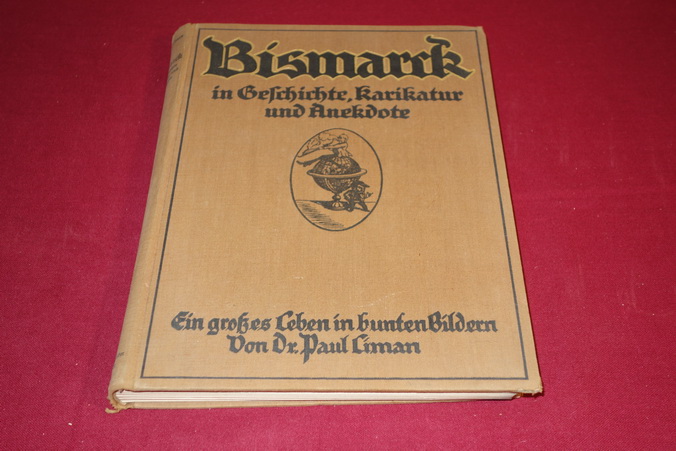 Bismarck
in Geschichte, Karikatur
und Anekdote
Ein großes Leben in bunten Bildern
Von Dr. Paul Liman